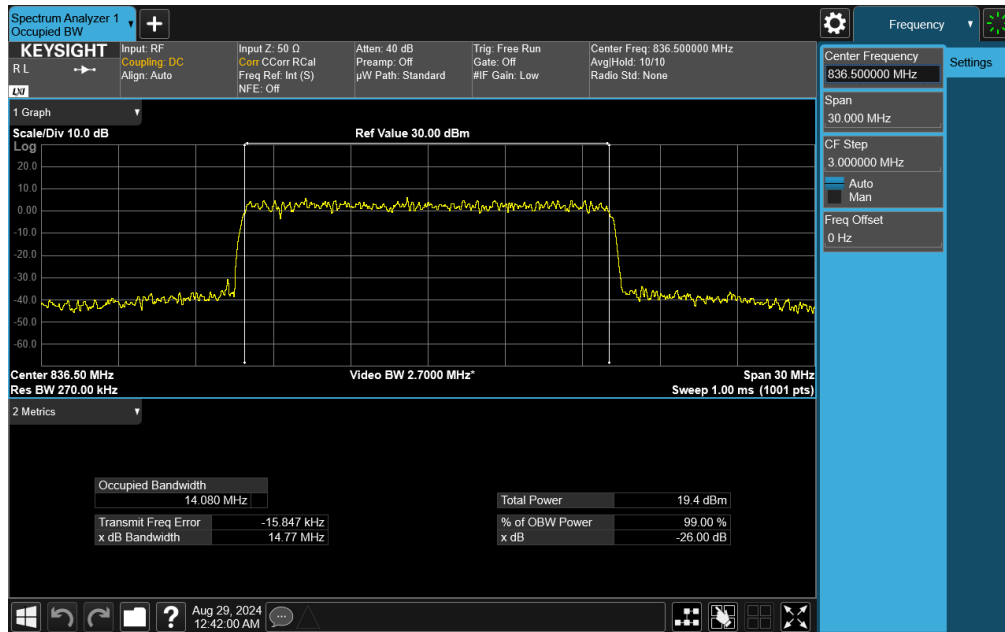 Spectrum Analyzer 1
Occupied BW
Frequency
KEYSIGHT
R L
LXI
Input: RF
Coupling: DC
Align: Auto
Input Z: 50 Ω
Corr CCorr RCal
Freq Ref: Int (S)
NFE: Off
Atten: 40 dB
Preamp: Off
µW Path: Standard
Trig: Free Run
Gate: Off
#IF Gain: Low
Center Freq: 836.500000 MHz
Avg|Hold: 10/10
Radio Std: None
Center Frequency
836.500000 MHz
Settings
Span
30.000 MHz
CF Step
3.000000 MHz
Auto
Man
Freq Offset
0 Hz
1 Graph
Scale/Div 10.0 dB
Ref Value 30.00 dBm
Log
20.0
10.0
0.00
-10.0
-20.0
-30.0
-40.0
-50.0
-60.0
Center 836.50 MHz
Video BW 2.7000 MHz*
Span 30 MHz
Res BW 270.00 kHz
Sweep 1.00 ms (1001 pts)
2 Metrics
Occupied Bandwidth
14.080 MHz
Total Power 19.4 dBm
Transmit Freq Error -15.847 kHz
% of OBW Power 99.00 %
x dB Bandwidth 14.77 MHz
x dB -26.00 dB
?
Aug 29, 2024
12:42:00 AM